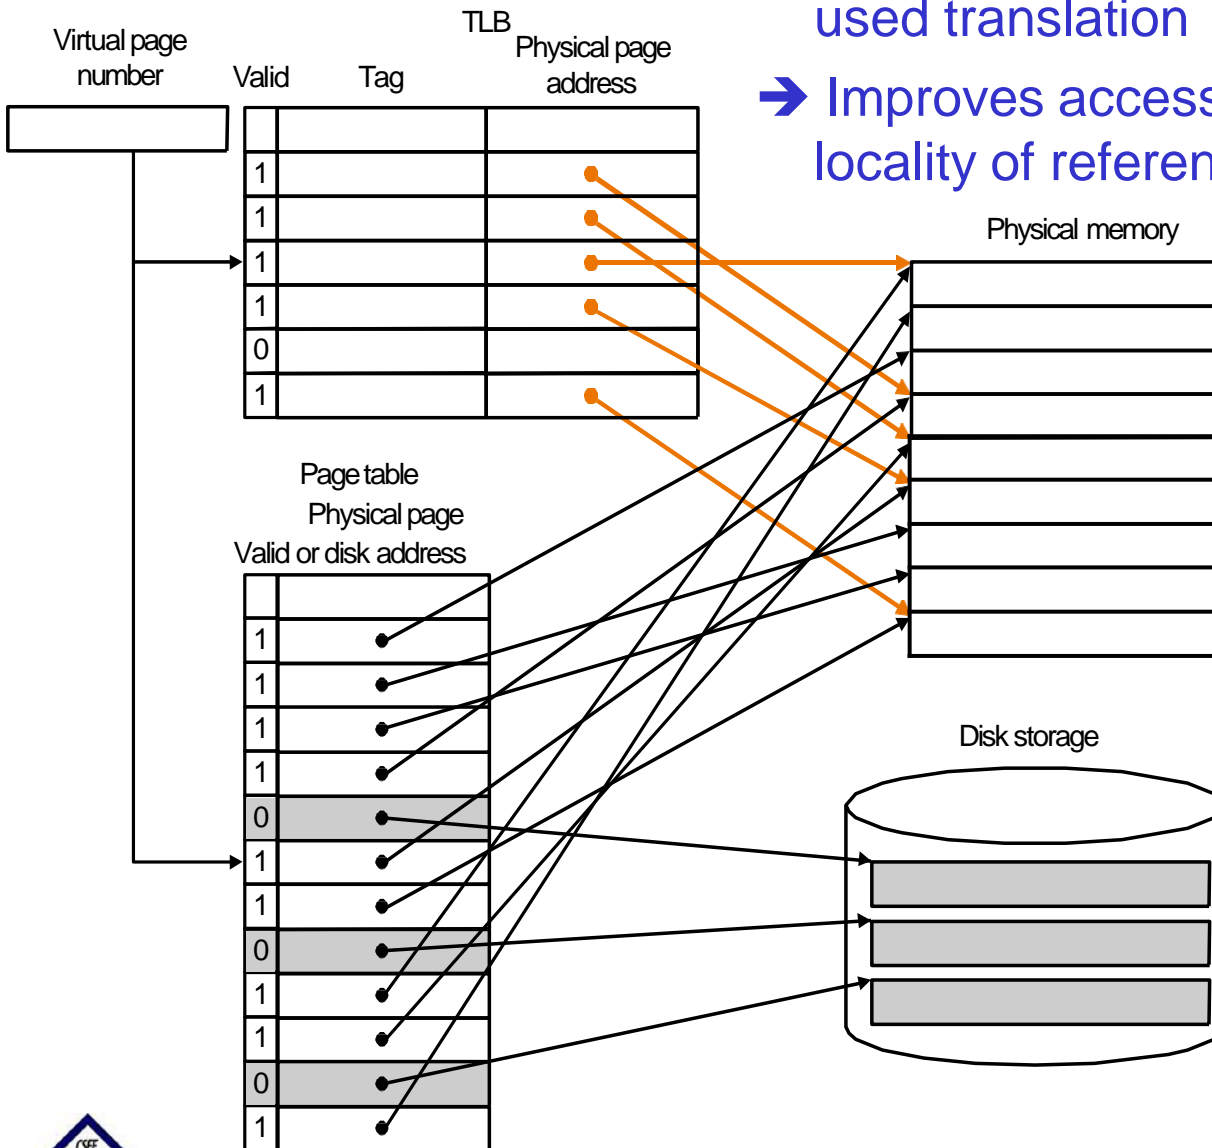 used translation
➔ Improves access
locality of referen
Virtual page
number
TLB
Valid
Tag
Physical page
address
1
1
1
1
0
1
Physical memory
Page table
Physical page
Valid or disk address
1
1
1
1
0
1
1
0
1
1
0
1
Disk storage
CSEE